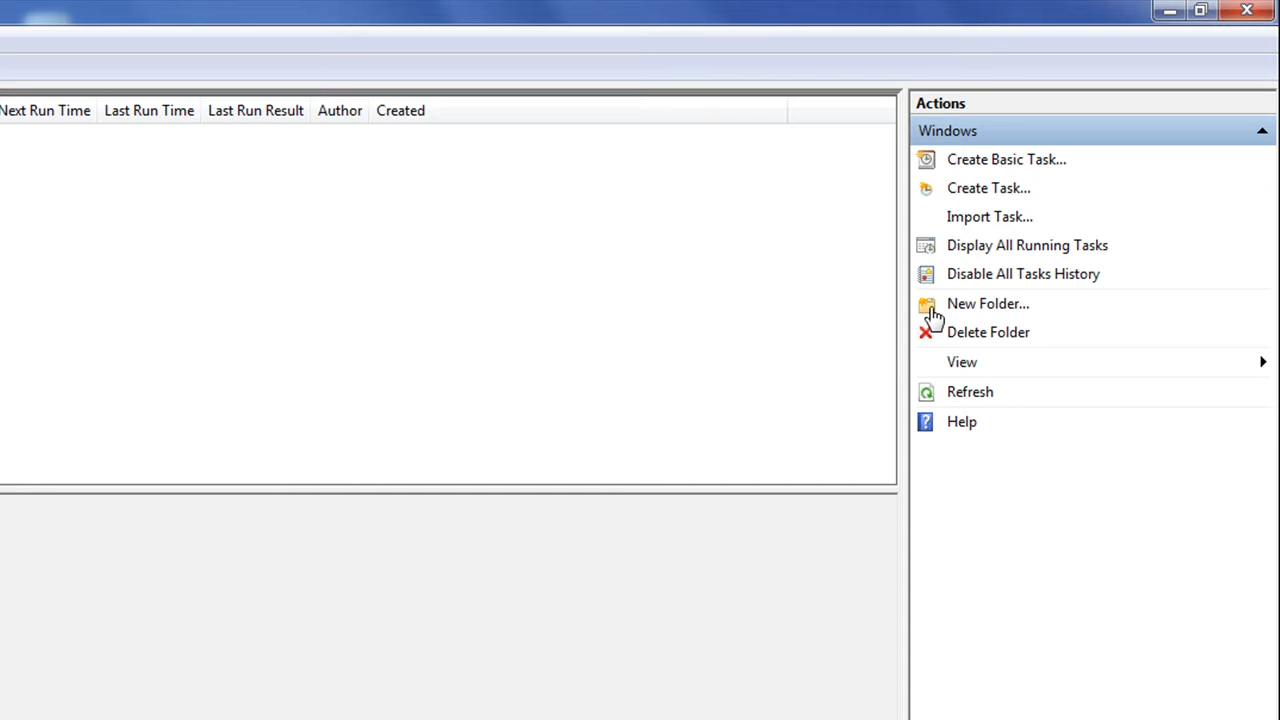 Next Run Time Last Run Time Last Run Result Author Created
Actions
Windows
Create Basic Task...
Create Task...
Import Task...
Display All Running Tasks
Disable All Tasks History
New Folder...
Delete Folder
View
Refresh
Help